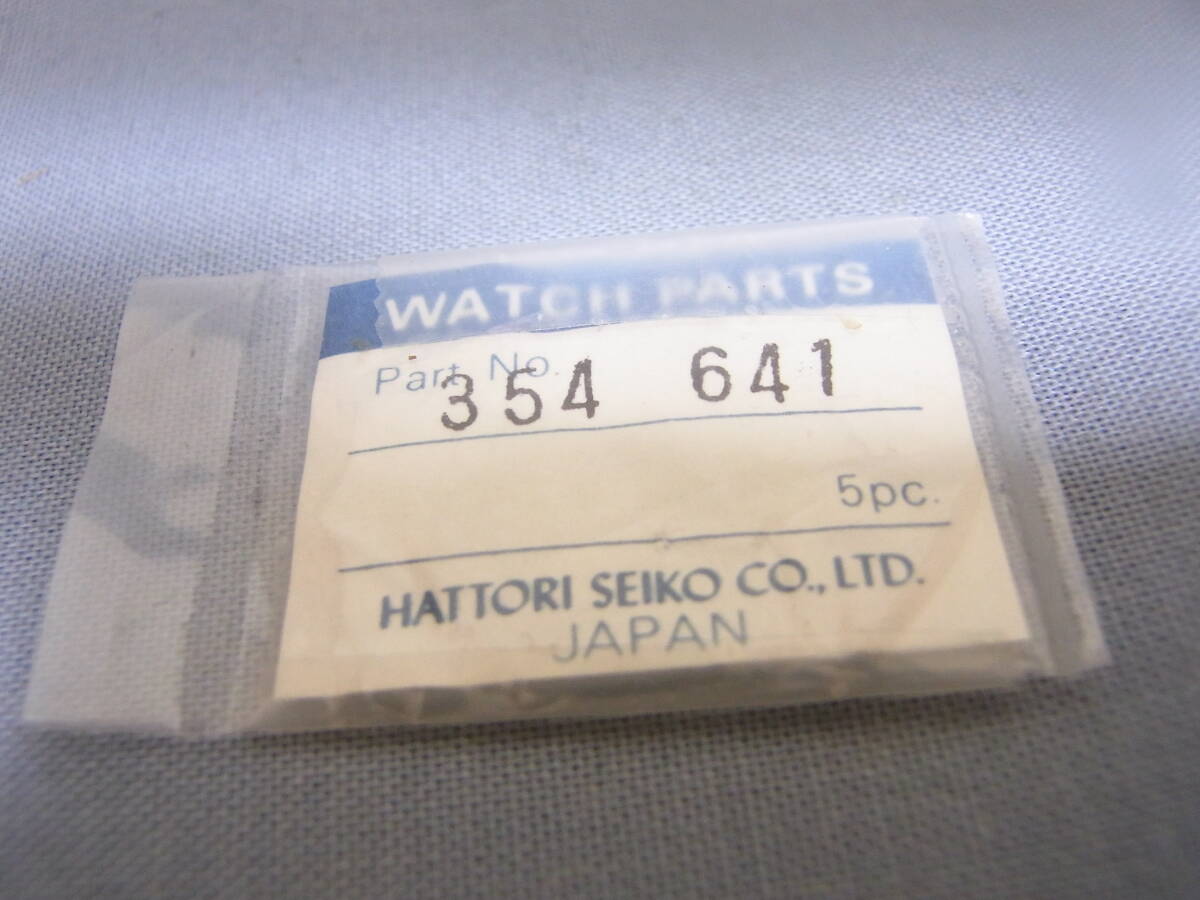 WATCH PARTS
Part No. 354 641
5pc.
HATTORI SEIKO CO., LTD.
JAPAN